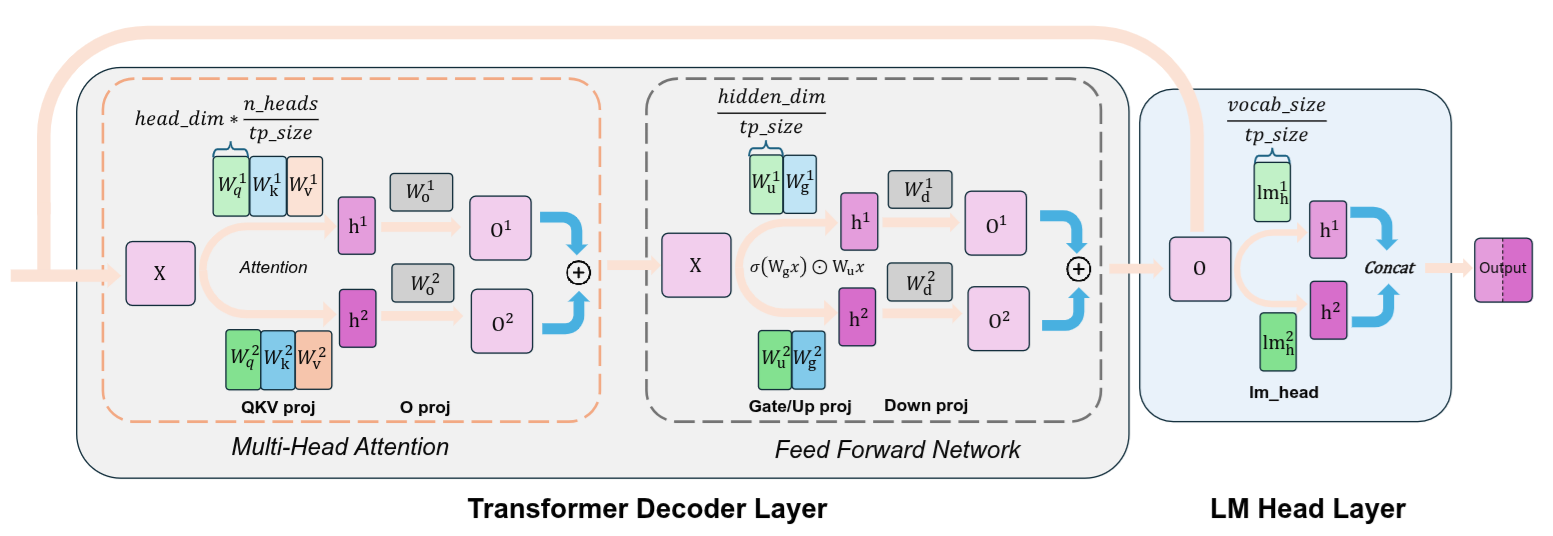 head_dim * n_heads / tp_size
W_q^1 W_k^1 W_v^1
h^1
W_o^1
O^1
X
Attention
+
W_o^2
h^2
O^2
W_q^2 W_k^2 W_v^2
QKV proj
O proj
Multi-Head Attention
hidden_dim / tp_size
W_u^1 W_g^1
h^1
W_d^1
O^1
X
σ(W_g x) ⊙ W_u x
+
W_d^2
h^2
O^2
W_u^2 W_g^2
Gate/Up proj
Down proj
Feed Forward Network
Transformer Decoder Layer
vocab_size / tp_size
lm_h^1
h^1
O
Concat
Output
h^2
lm_h^2
lm_head
LM Head Layer